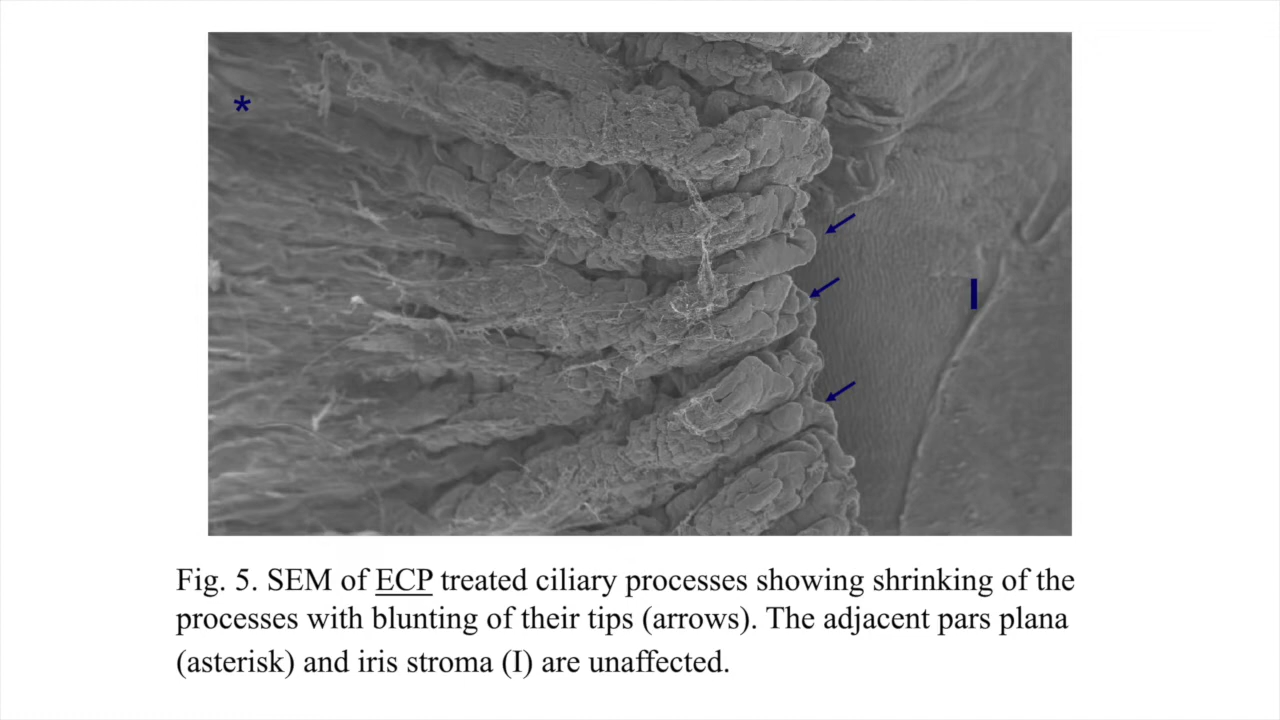 *
I
Fig. 5. SEM of ECP treated ciliary processes showing shrinking of the
processes with blunting of their tips (arrows). The adjacent pars plana
(asterisk) and iris stroma (I) are unaffected.